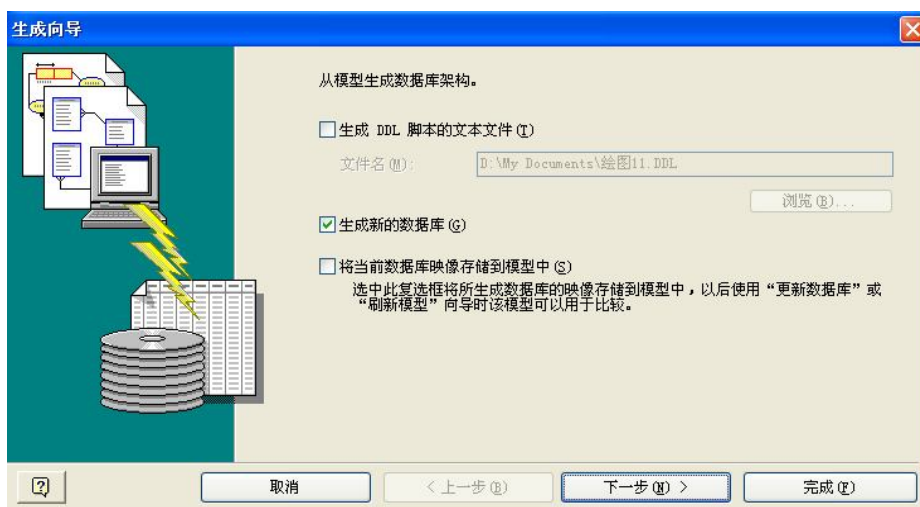 生成向导
从模型生成数据库架构。
生成 DDL 脚本的文本文件(T)
文件名(M):
D:\My Documents\绘图11.DDL
浏览(B)...
生成新的数据库(G)
将当前数据库映像存储到模型中(S)
选中此复选框将所生成数据库的映像存储到模型中,以后使用“更新数据库”或
“刷新模型”向导时该模型可以用于比较。
取消
< 上一步(B)
下一步(N) >
完成(F)